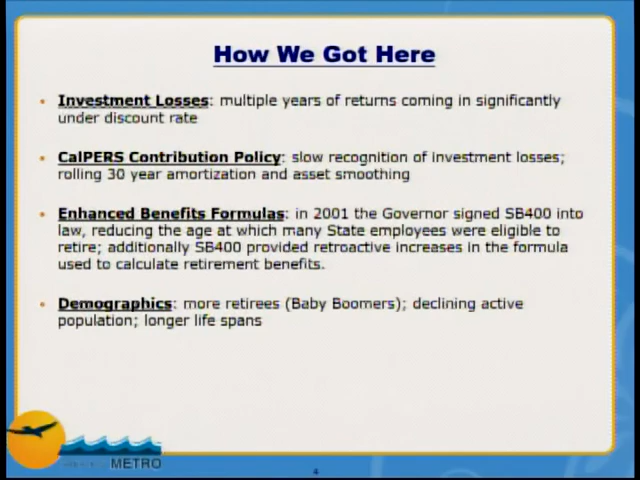 How We Got Here
• Investment Losses: multiple years of returns coming in significantly
under discount rate
• CalPERS Contribution Policy: slow recognition of investment losses;
rolling 30 year amortization and asset smoothing
• Enhanced Benefits Formulas: in 2001 the Governor signed SB400 into
law, reducing the age at which many State employees were eligible to
retire; additionally SB400 provided retroactive increases in the formula
used to calculate retirement benefits.
• Demographics: more retirees (Baby Boomers); declining active
population; longer life spans
METRO
4